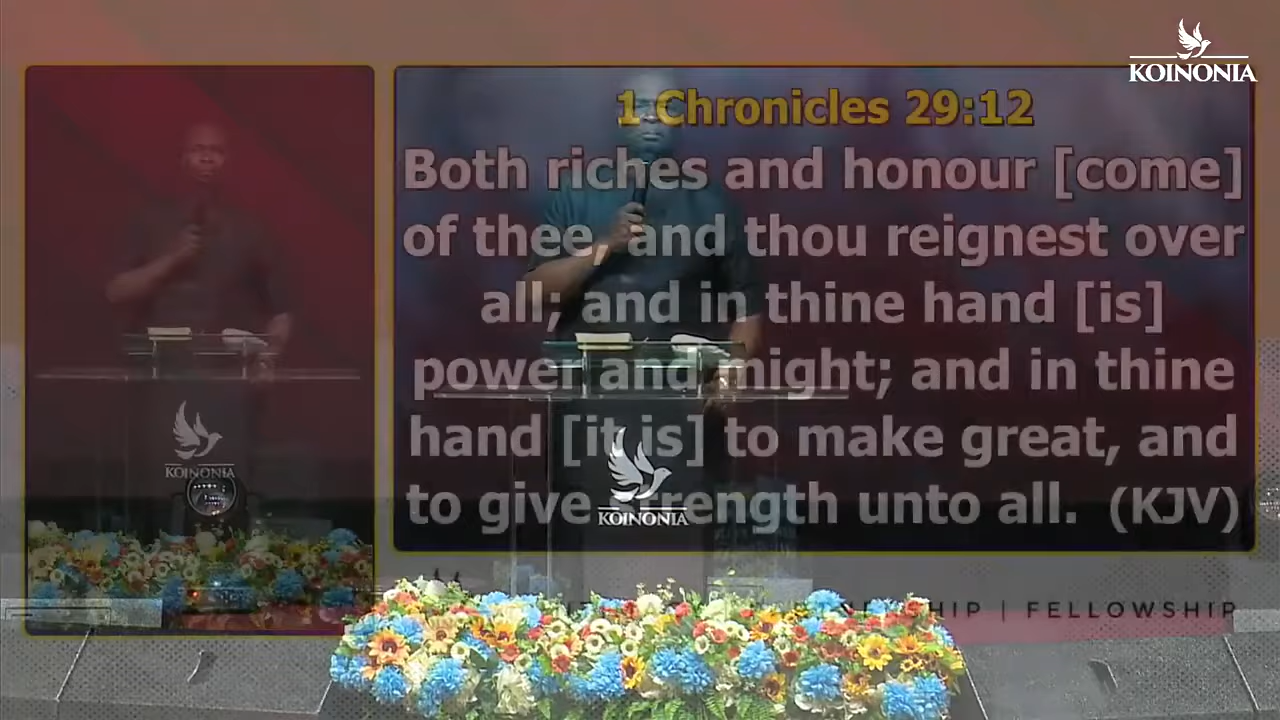 KOINONIA
1 Chronicles 29:12
Both riches and honour [come]
of thee, and thou reignest over
all; and in thine hand [is]
power and might; and in thine
hand [it is] to make great, and
to give strength unto all. (KJV)
KOINONIA
KOINONIA
| FELLOWSHIP